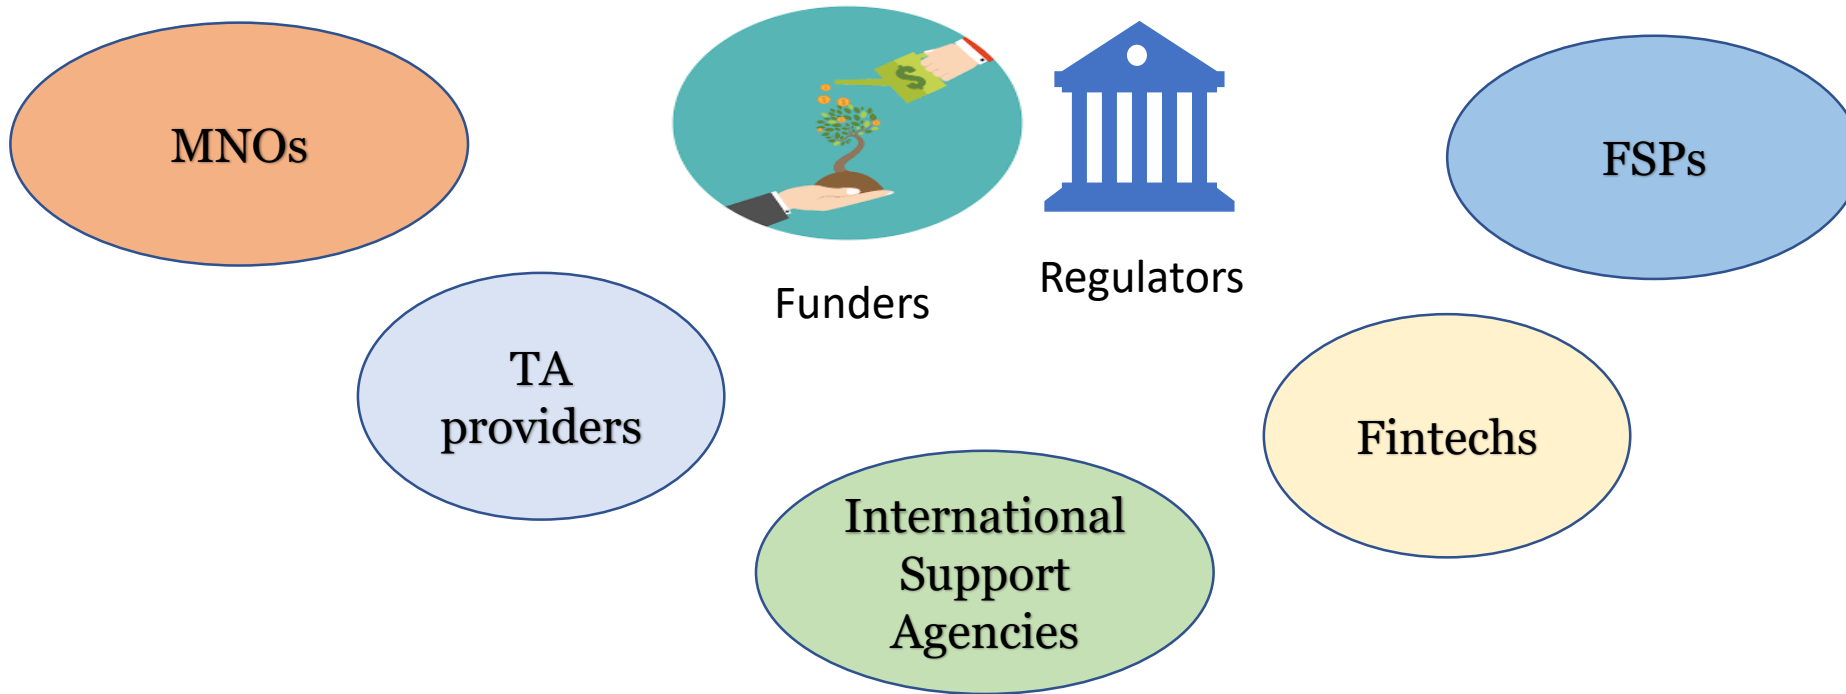 MNOs
FSPs
Regulators
Funders
TA
providers
Fintechs
International
Support
Agencies